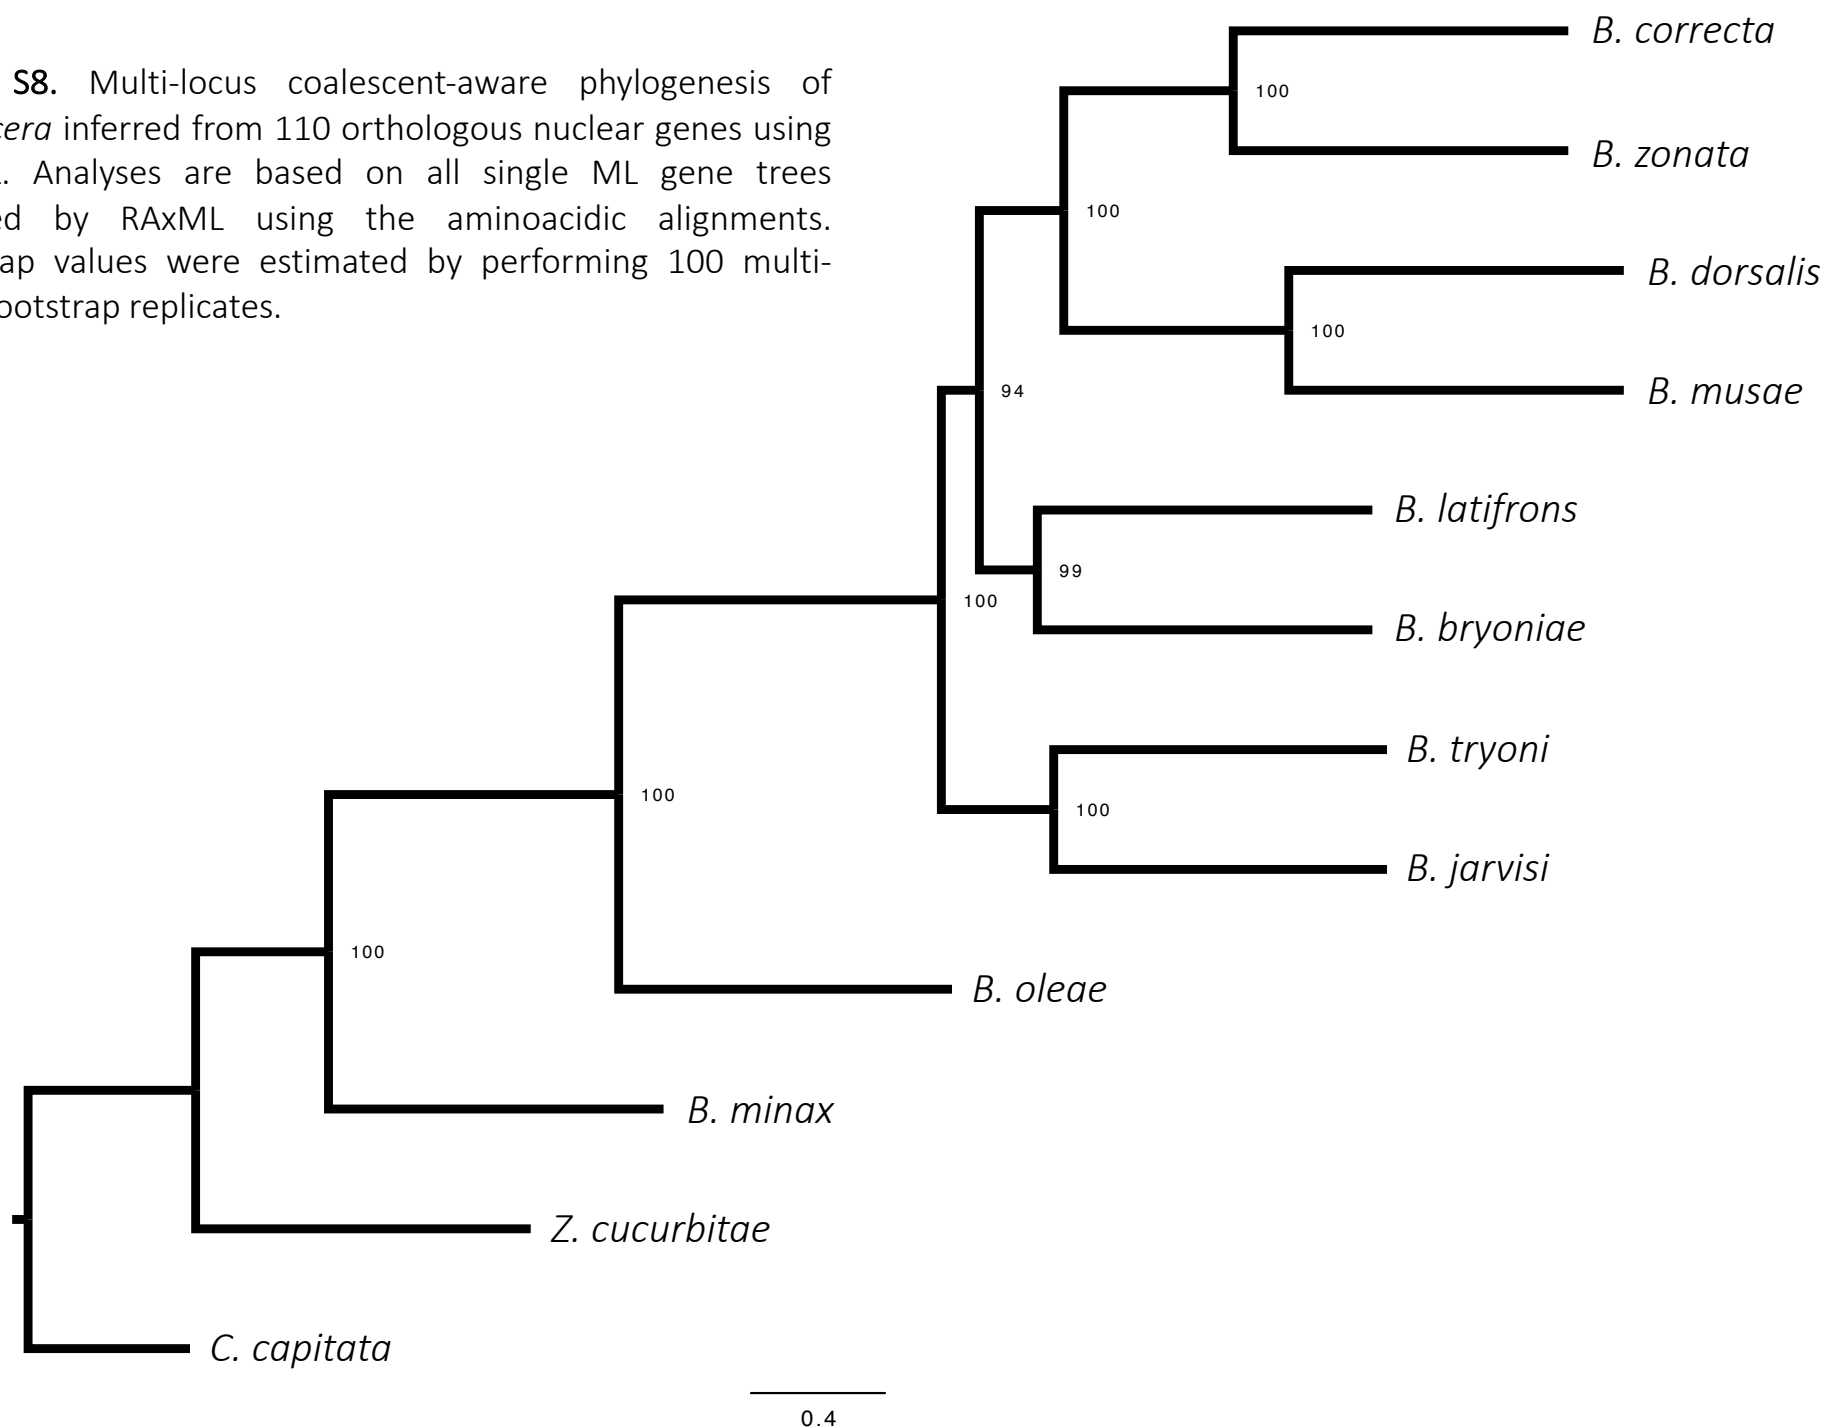 S8. Multi-locus coalescent-aware phylogenesis of
cera inferred from 110 orthologous nuclear genes using
. Analyses are based on all single ML gene trees
ed by RAxML using the aminoacidic alignments.
ap values were estimated by performing 100 multi-
ootstrap replicates.
B. correcta
100
B. zonata
100
B. dorsalis
100
B. musae
94
B. latifrons
99
100
B. bryoniae
B. tryoni
100
100
B. jarvisi
100
B. oleae
B. minax
Z. cucurbitae
C. capitata
0.4